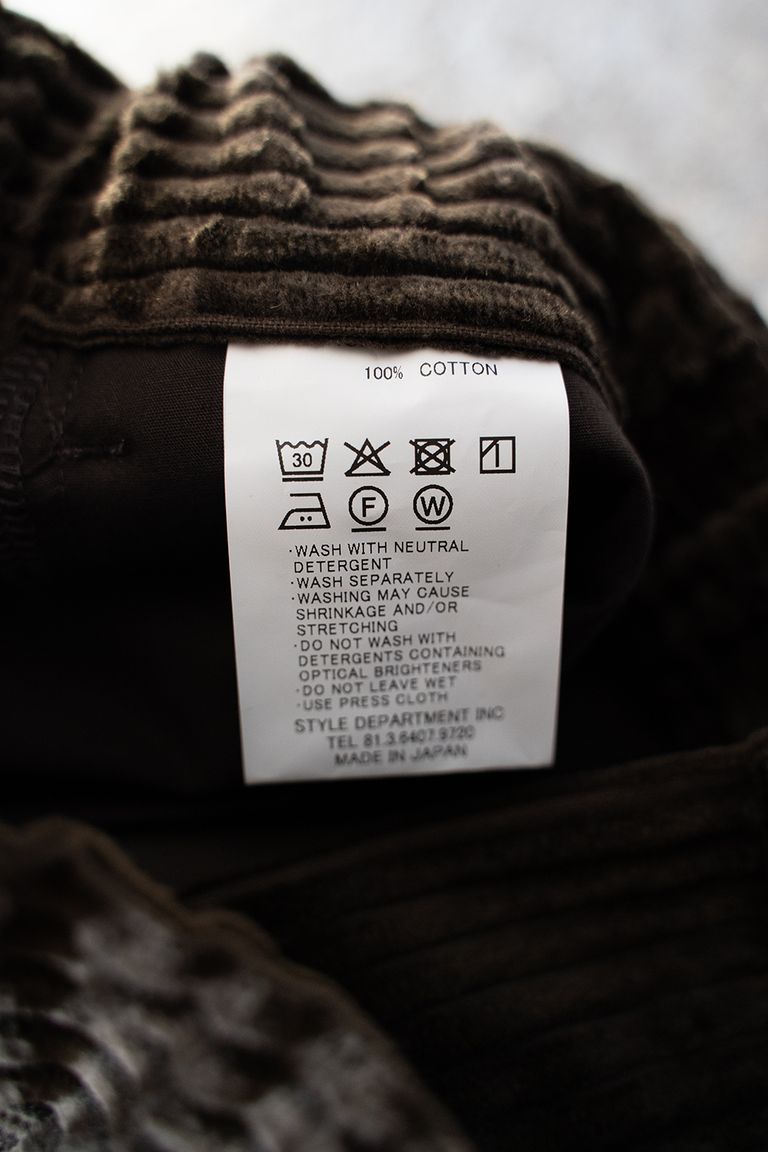 100% COTTON
30
F W
·WASH WITH NEUTRAL
DETERGENT
·WASH SEPARATELY
·WASHING MAY CAUSE
SHRINKAGE AND/OR
STRETCHING
·DO NOT WASH WITH
DETERGENTS CONTAINING
OPTICAL BRIGHTENERS
·DO NOT LEAVE WET
·USE PRESS CLOTH
STYLE DEPARTMENT INC
TEL 81.3.6407.9720
MADE IN JAPAN